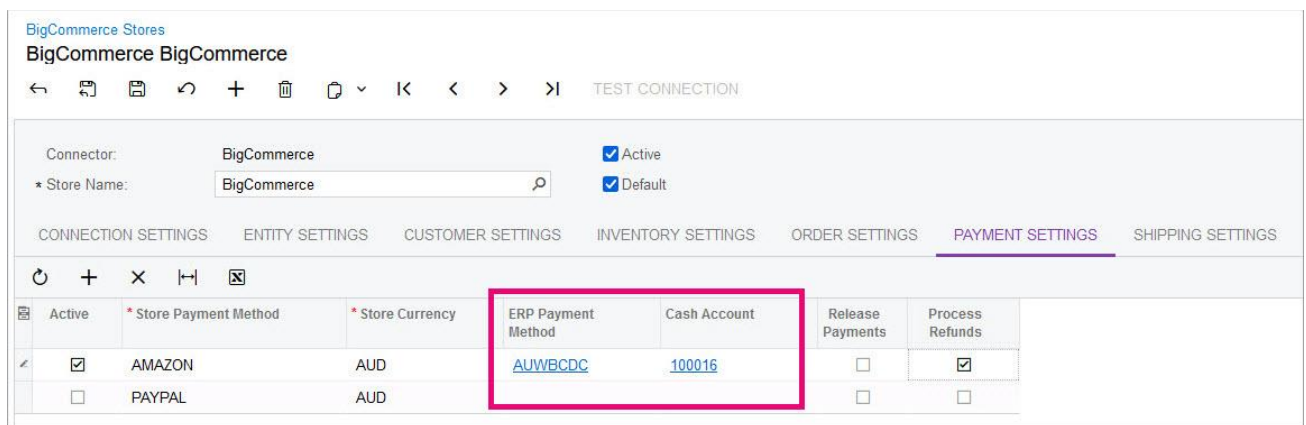 BigCommerce Stores
BigCommerce BigCommerce
TEST CONNECTION
Connector: BigCommerce Active
* Store Name: BigCommerce Default
CONNECTION SETTINGS ENTITY SETTINGS CUSTOMER SETTINGS INVENTORY SETTINGS ORDER SETTINGS PAYMENT SETTINGS SHIPPING SETTINGS
Active * Store Payment Method * Store Currency ERP Payment Method Cash Account Release Payments Process Refunds
AMAZON AUD AUWBCDC 100016
PAYPAL AUD